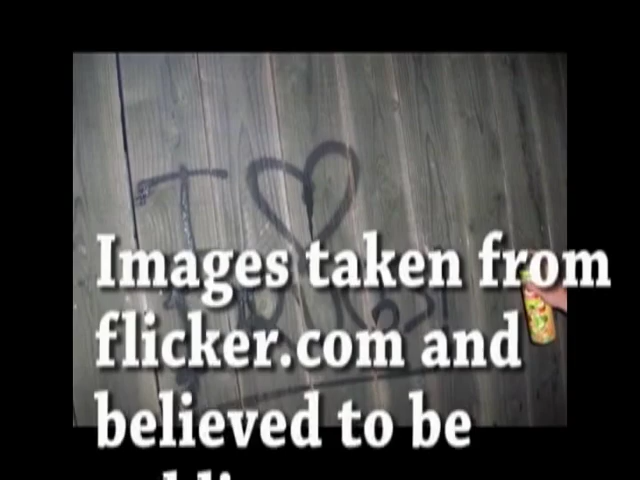 I
Images taken from
flicker.com and
believed to be